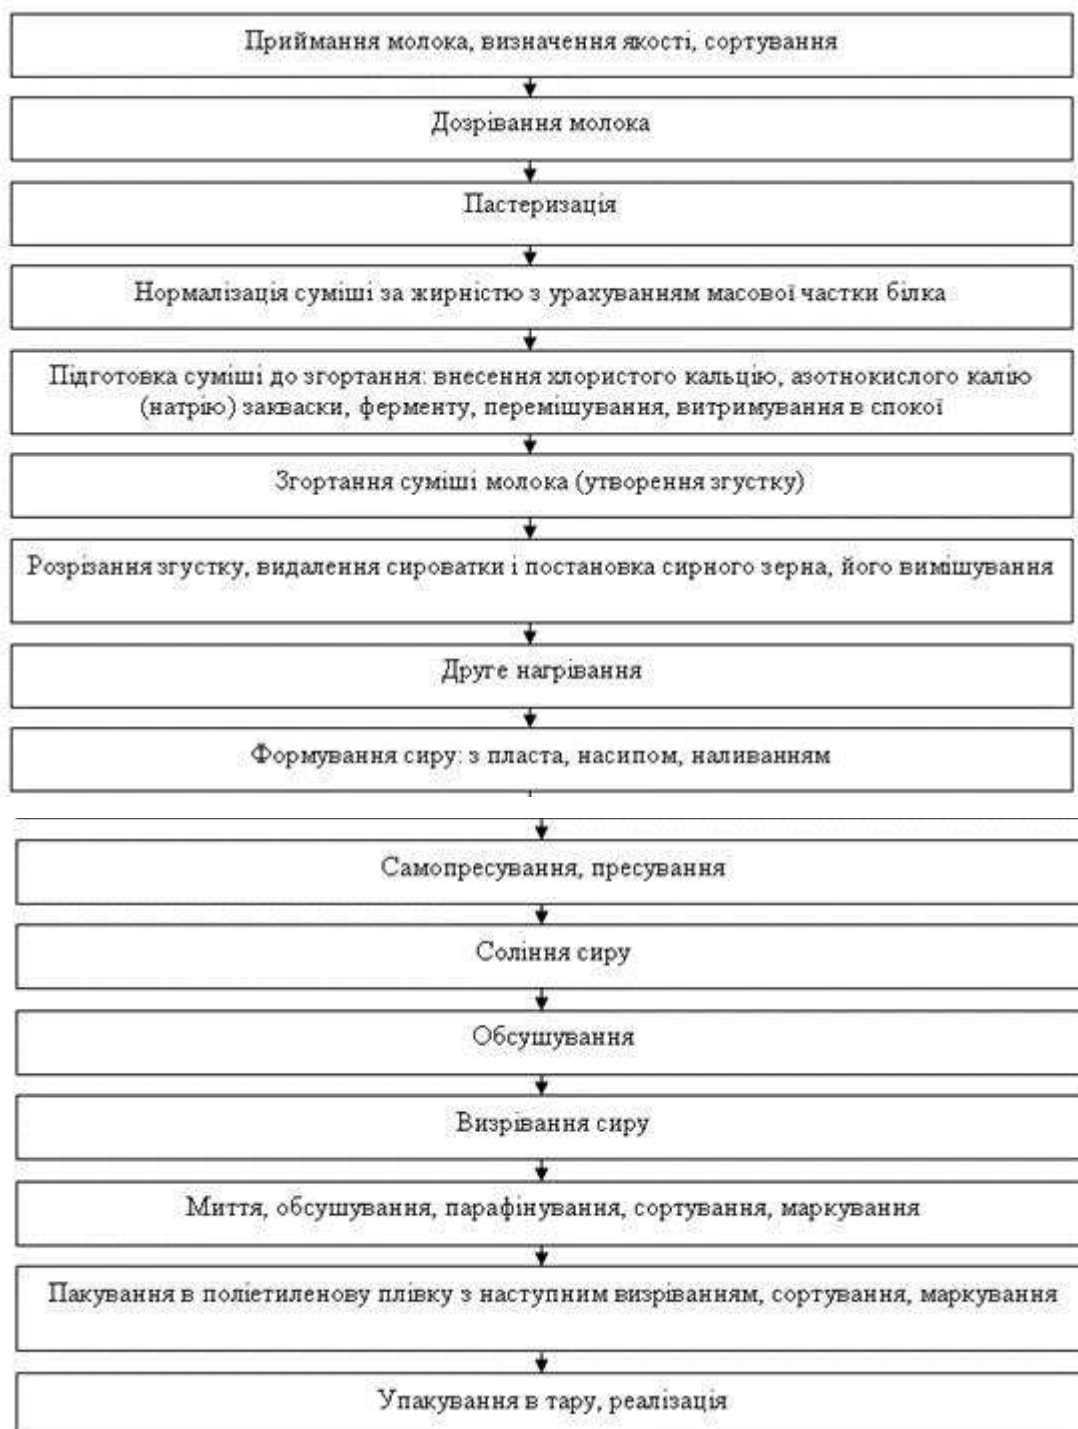 Приймання молока, визначення якості, сортування
Дозрівання молока
Пастеризація
Нормалізація суміші за жирністю з урахуванням масової частки білка
Підготовка суміші до згортання: внесення хлористого кальцію, азотнокислого калію
(натрію) закваски, ферменту, перемішування, витримування в спокої
Згортання суміші молока (утворення згустку)
Розрізання згустку, видалення сироватки і постановка сирного зерна, його вимішування
Друге нагрівання
Формування сиру: з пласта, насипом, наливанням
Самопресування, пресування
Соління сиру
Обсушування
Визрівання сиру
Миття, обсушування, парафінування, сортування, маркування
Пакування в поліетиленову плівку з наступним визріванням, сортування, маркування
Упакування в тару, реалізація